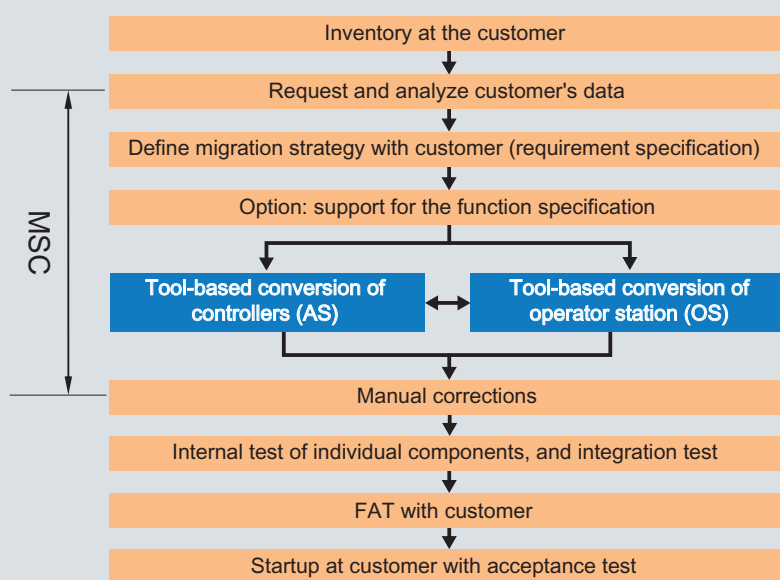 Inventory at the customer
Request and analyze customer's data
Define migration strategy with customer (requirement specification)
Option: support for the function specification
MSC
Tool-based conversion of
controllers (AS)
Tool-based conversion of
operator station (OS)
Manual corrections
Internal test of individual components, and integration test
FAT with customer
Startup at customer with acceptance test